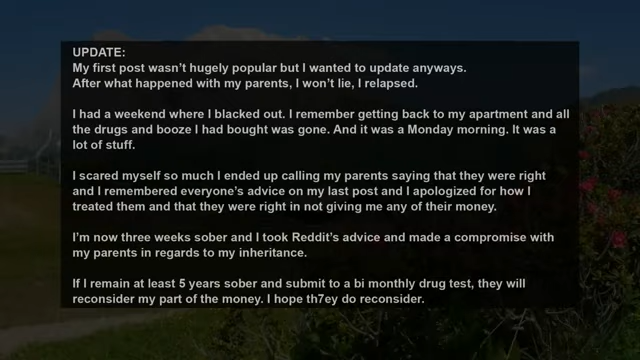 UPDATE:
My first post wasn't hugely popular but I wanted to update anyways.
After what happened with my parents, I won't lie, I relapsed.
I had a weekend where I blacked out. I remember getting back to my apartment and all
the drugs and booze I had bought was gone. And it was a Monday morning. It was a
lot of stuff.
I scared myself so much I ended up calling my parents saying that they were right
and I remembered everyone's advice on my last post and I apologized for how I
treated them and that they were right in not giving me any of their money.
I'm now three weeks sober and I took Reddit's advice and made a compromise with
my parents in regards to my inheritance.
If I remain at least 5 years sober and submit to a bi monthly drug test, they will
reconsider my part of the money. I hope th7ey do reconsider.